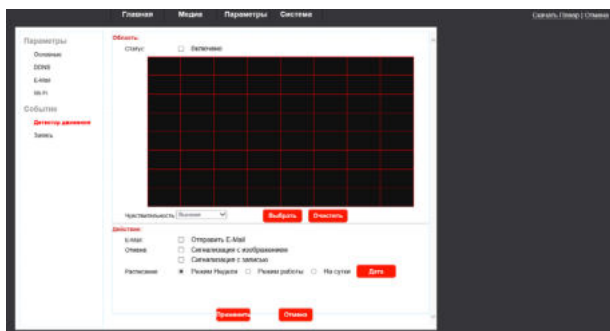 Главная Медиа Параметры Система
Скачать Плеер | Отмена
Параметры
Основные
DDNS
E-Mail
Wi-Fi
Событие
Детектор движения
Запись
Область
Статус Включено
Чувствительность Высокая
Выбрать Очистить
Действие
E-Mail Отправить E-Mail
Отмена Сигнализация с изображением
Сигнализация с записью
Расписание Режим Недели Режим работы На сутки Дата
Применить Отмена